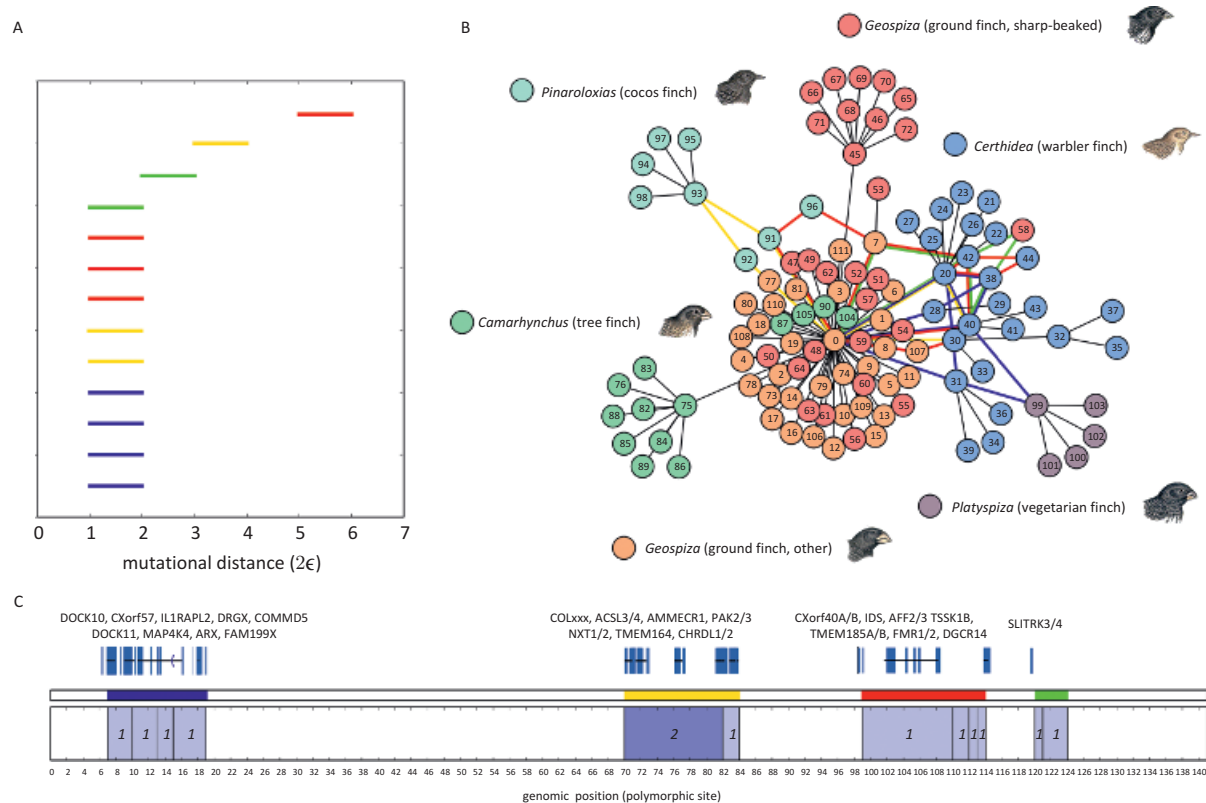 A
0 1 2 3 4 5 6 7
mutational distance (2ϵ)
B
Geospiza (ground finch, sharp-beaked)
Pinaroloxias (cocos finch)
Certhidea (warbler finch)
Camarhynchus (tree finch)
Platyspiza (vegetarian finch)
Geospiza (ground finch, other)
67 69 70
66 65
68 46
71 72
45
97 95
94
98 93
96
91
92
53
7
111
23
24 21
27 26
25 22 58
42 44
20 38
47 49
62 52 51
77 81 3 57 6
80 110 90
105 104
18 87 1
108 19 0 59 54
48 8 107
4 50 64 9
78 2 74 11
79 60 5
73 14
63 61 10 109 55
17 13
16 106 56 15
12
28 29 43
40 41
30 32 37
35
31 33
36
34
39
99 103
102
100
101
83
76
82 75
88
85 84
89 86
C
DOCK10, CXorf57, IL1RAPL2, DRGX, COMMD5
DOCK11, MAP4K4, ARX, FAM199X
COLxxx, ACSL3/4, AMMECR1, PAK2/3
NXT1/2, TMEM164, CHRDL1/2
CXorf40A/B, IDS, AFF2/3 TSSK1B,
TMEM185A/B, FMR1/2, DGCR14
SLITRK3/4
1 1 1 1 2 1 1 1 1 1 1 1
0 2 4 6 8 10 12 14 16 18 20 22 24 26 28 30 32 34 36 38 40 42 44 46 48 50 52 54 56 58 60 62 64 66 68 70 72 74 76 78 80 82 84 86 88 90 92 94 96 98 100 102 104 106 108 110 112 114 116 118 120 122 124 126 128 130 132 134 136 138 140
genomic position (polymorphic site)